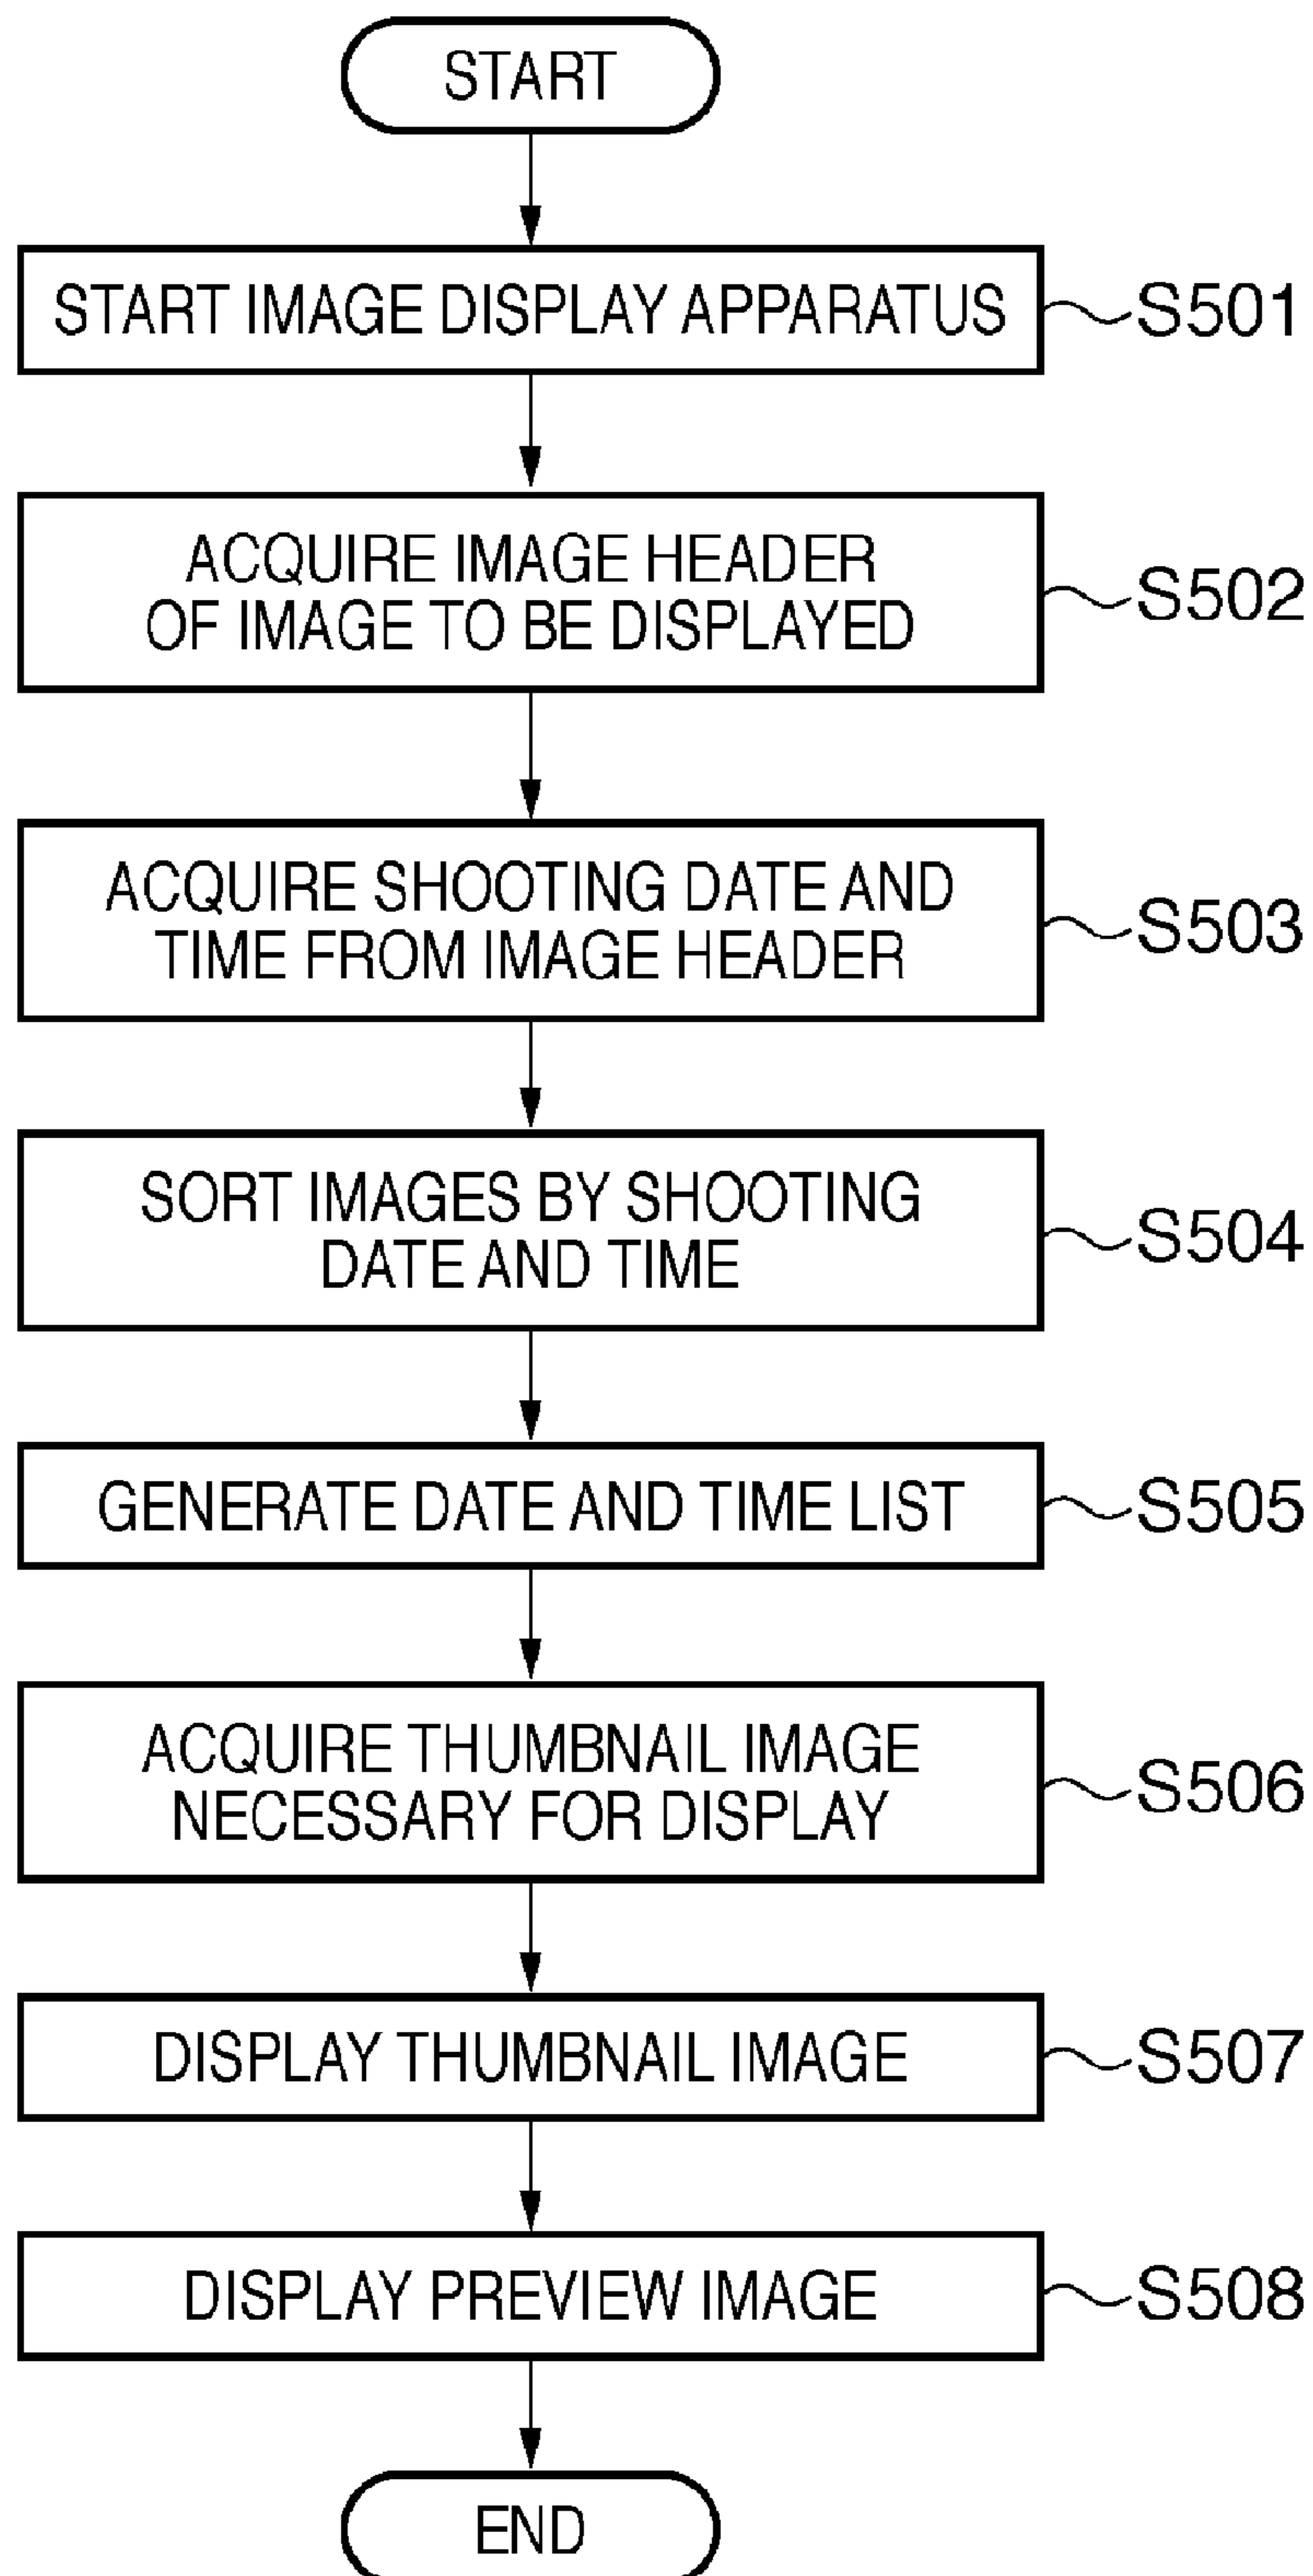 START
START IMAGE DISPLAY APPARATUS
S501
ACQUIRE IMAGE HEADER
OF IMAGE TO BE DISPLAYED
S502
ACQUIRE SHOOTING DATE AND
TIME FROM IMAGE HEADER
S503
SORT IMAGES BY SHOOTING
DATE AND TIME
S504
GENERATE DATE AND TIME LIST
S505
ACQUIRE THUMBNAIL IMAGE
NECESSARY FOR DISPLAY
S506
DISPLAY THUMBNAIL IMAGE
S507
DISPLAY PREVIEW IMAGE
S508
END